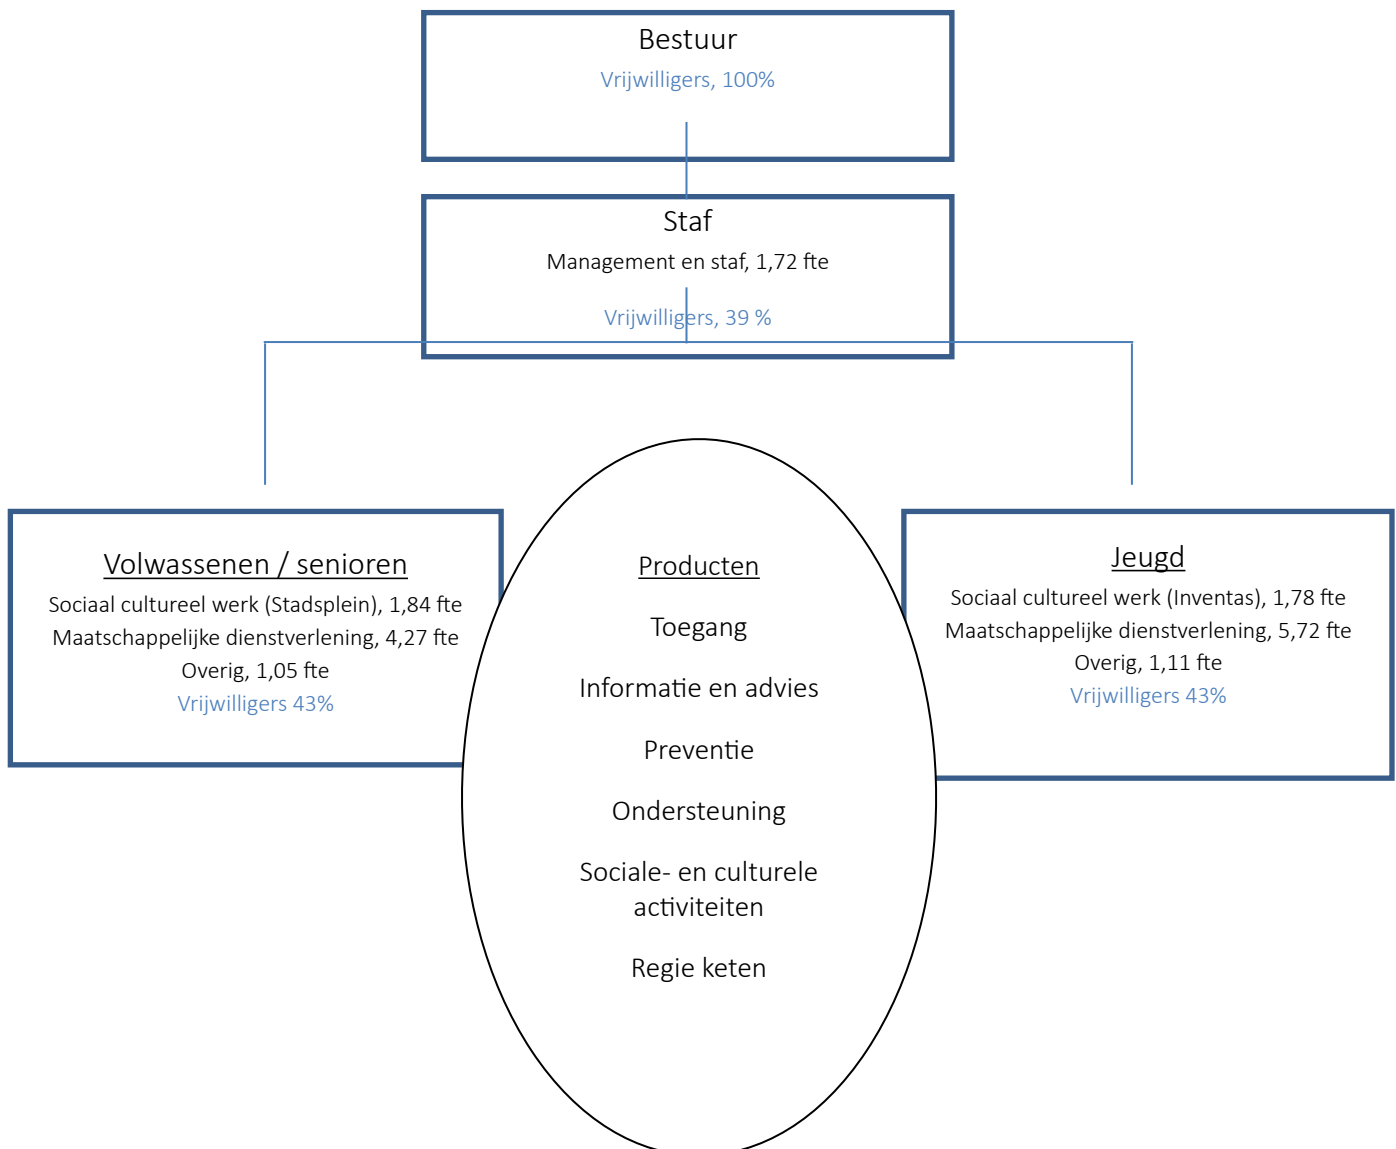 Bestuur
Vrijwilligers, 100%
Staf
Management en staf, 1,72 fte
Vrijwilligers, 39 %
Volwassenen / senioren
Sociaal cultureel werk (Stadsplein), 1,84 fte
Maatschappelijke dienstverlening, 4,27 fte
Overig, 1,05 fte
Vrijwilligers 43%
Producten
Toegang
Informatie en advies
Preventie
Ondersteuning
Sociale- en culturele
activiteiten
Regie keten
Jeugd
Sociaal cultureel werk (Inventas), 1,78 fte
Maatschappelijke dienstverlening, 5,72 fte
Overig, 1,11 fte
Vrijwilligers 43%